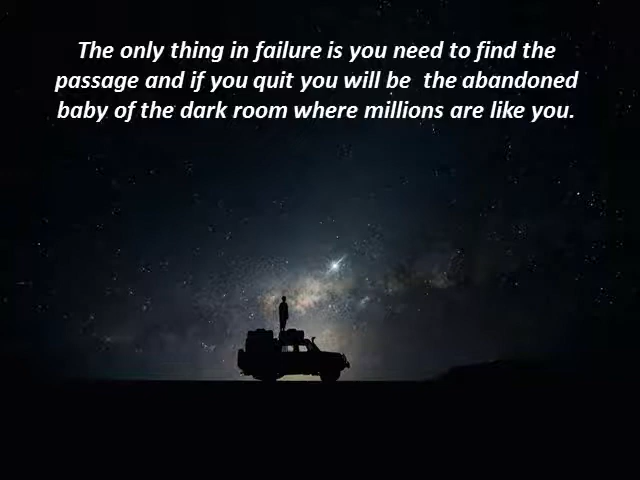 The only thing in failure is you need to find the
passage and if you quit you will be  the abandoned
baby of the dark room where millions are like you.